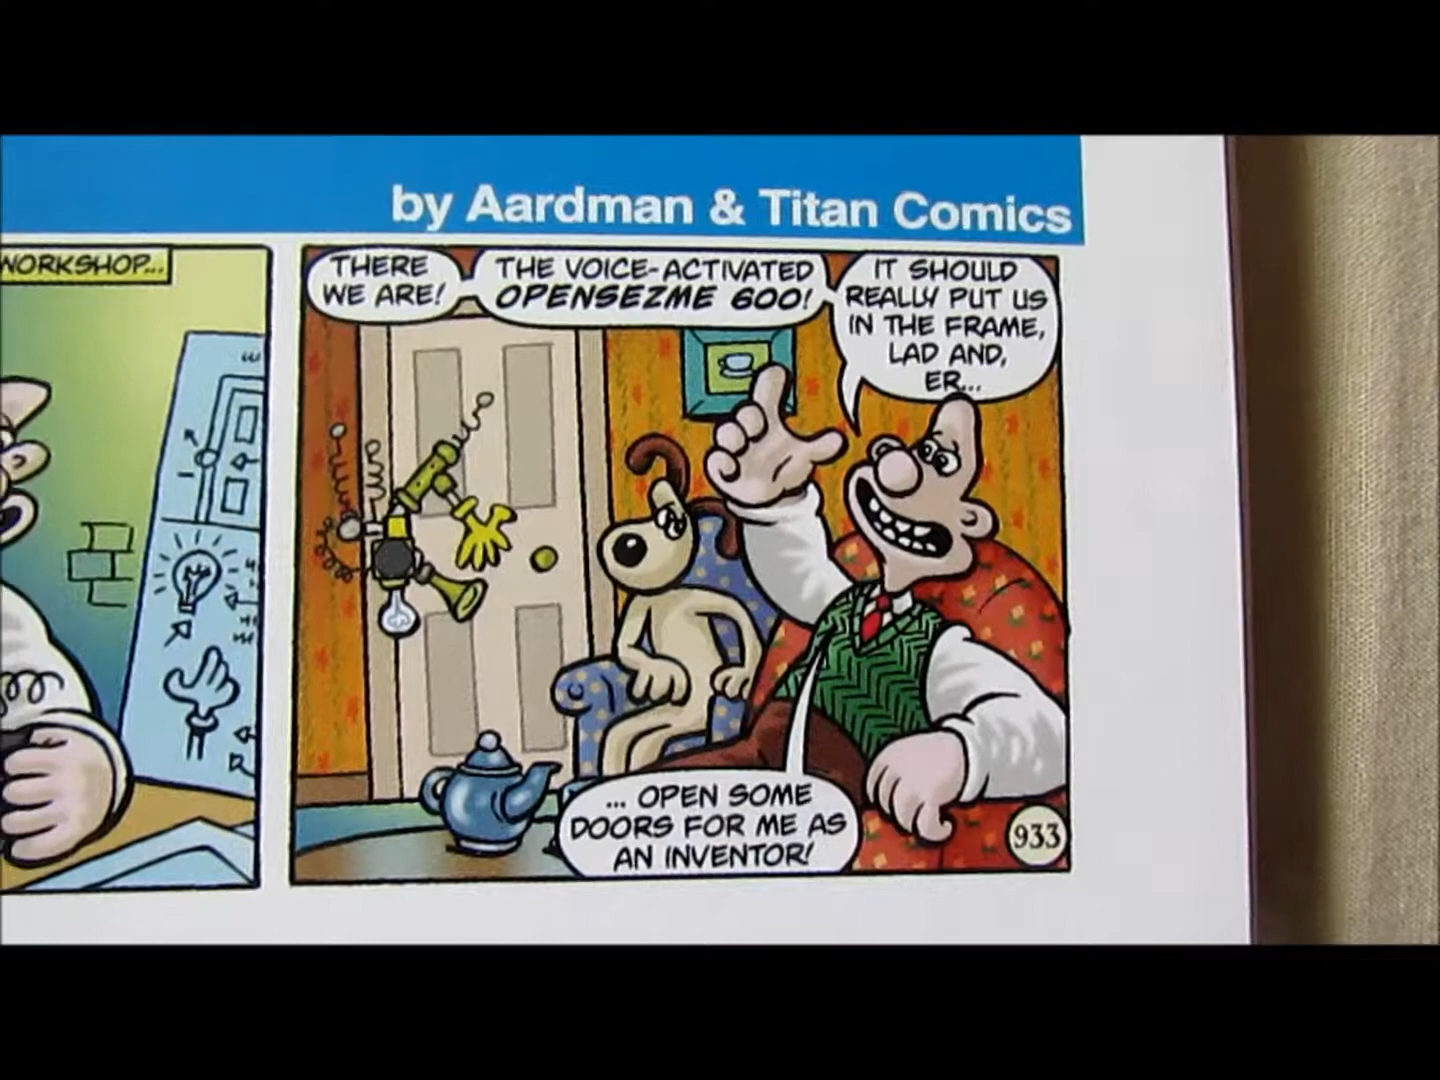 by Aardman & Titan Comics
WORKSHOP...
THERE
WE ARE!
THE VOICE-ACTIVATED
OPENSEZME 600!
IT SHOULD
REALLY PUT US
IN THE FRAME,
LAD AND,
ER...
... OPEN SOME
DOORS FOR ME AS
AN INVENTOR!
933